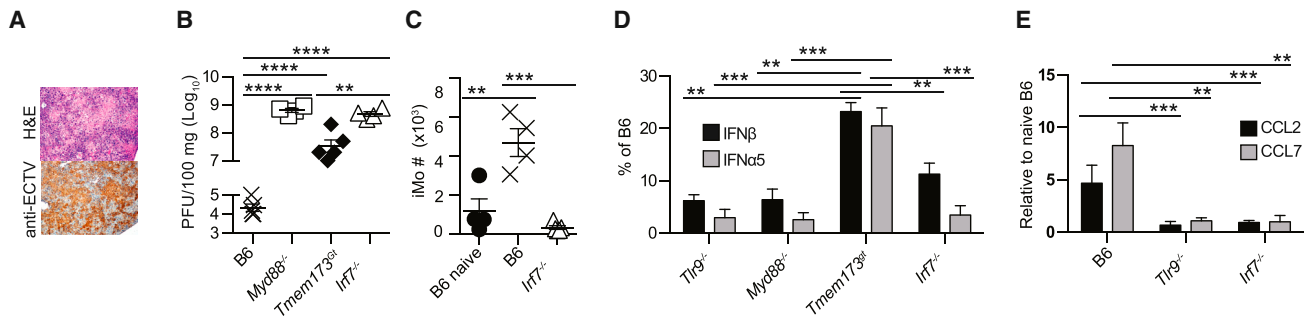 A
H&E
anti-ECTV
B
PFU/100 mg (Log10)
10
9
8
7
5
4
3
****
****
****
**
B6
Myd88-/-
Tmem173Gt
Irf7-/-
C
iMo # (x10³)
8
6
4
2
0
**
***
B6 naive
B6
Irf7-/-
D
% of B6
30
20
10
0
***
**
***
***
**
**
IFNβ
IFNα5
Tlr9-/-
Myd88-/-
Tmem173gt
Irf7-/-
E
Relative to naive B6
15
10
5
0
**
***
**
***
CCL2
CCL7
B6
Tlr9-/-
Irf7-/-